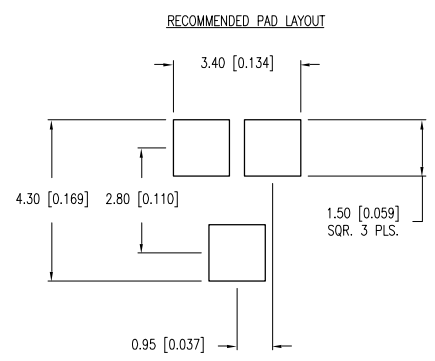 RECOMMENDED PAD LAYOUT
3.40 [0.134]
4.30 [0.169]
2.80 [0.110]
1.50 [0.059]
SQR. 3 PLS.
0.95 [0.037]